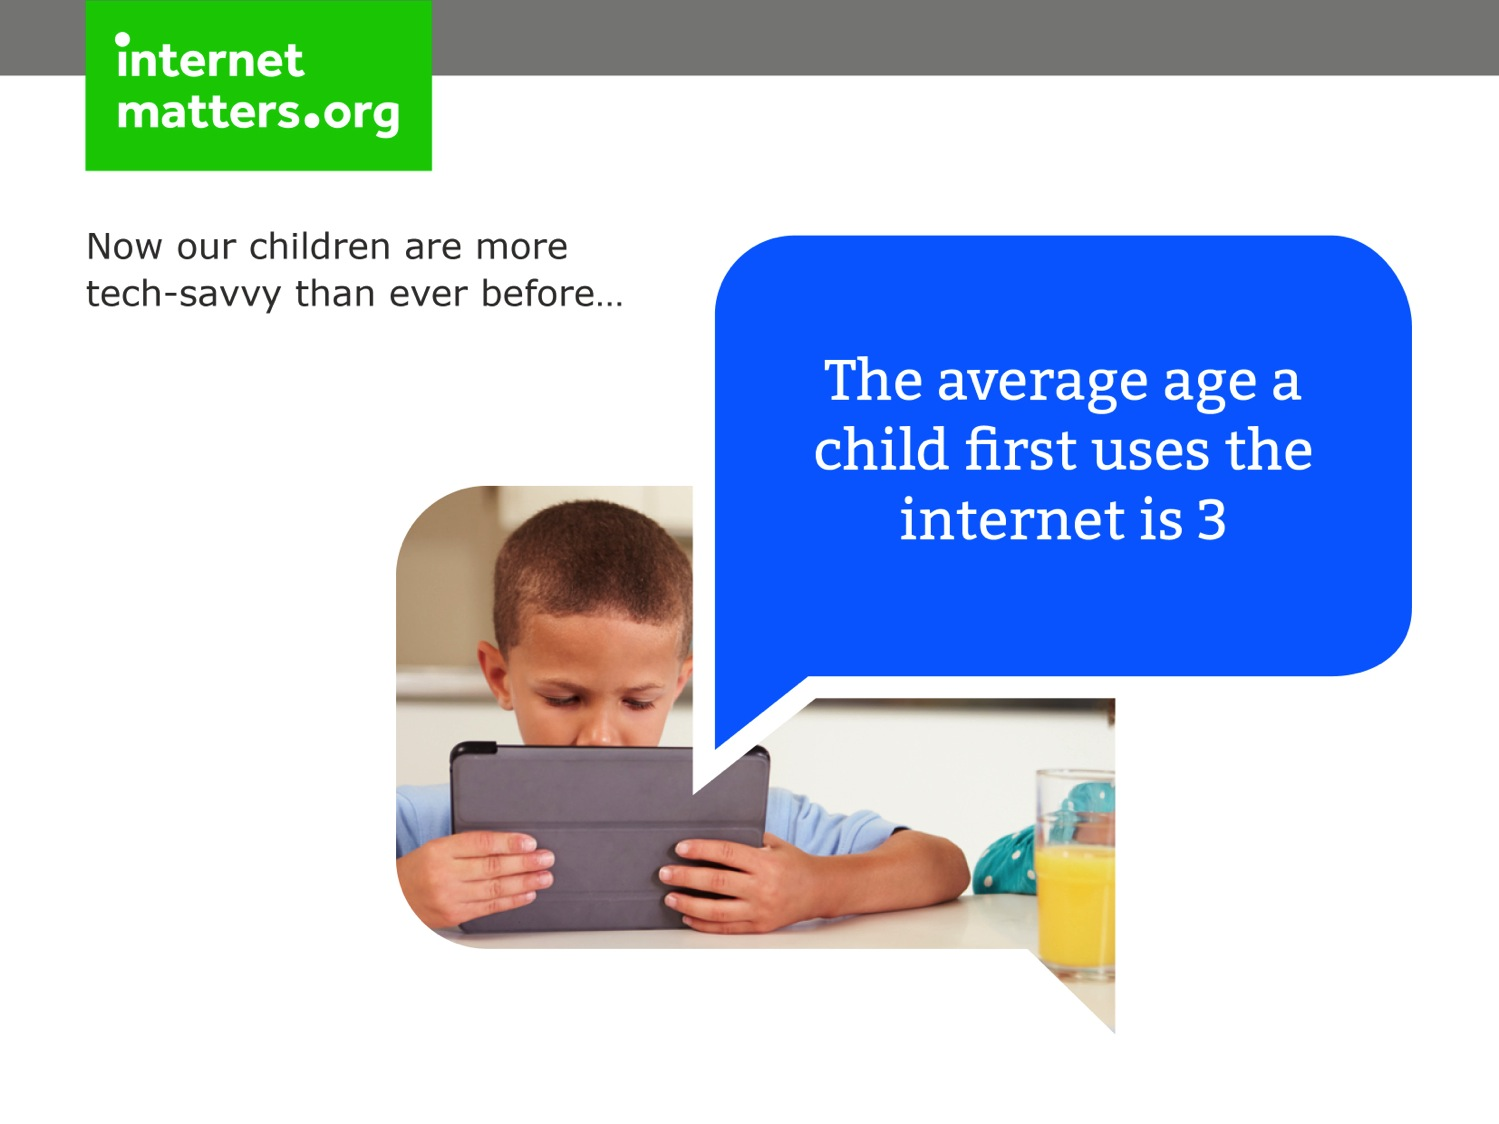 internet
matters.org
Now our children are more
tech-savvy than ever before…
The average age a
child first uses the
internet is 3